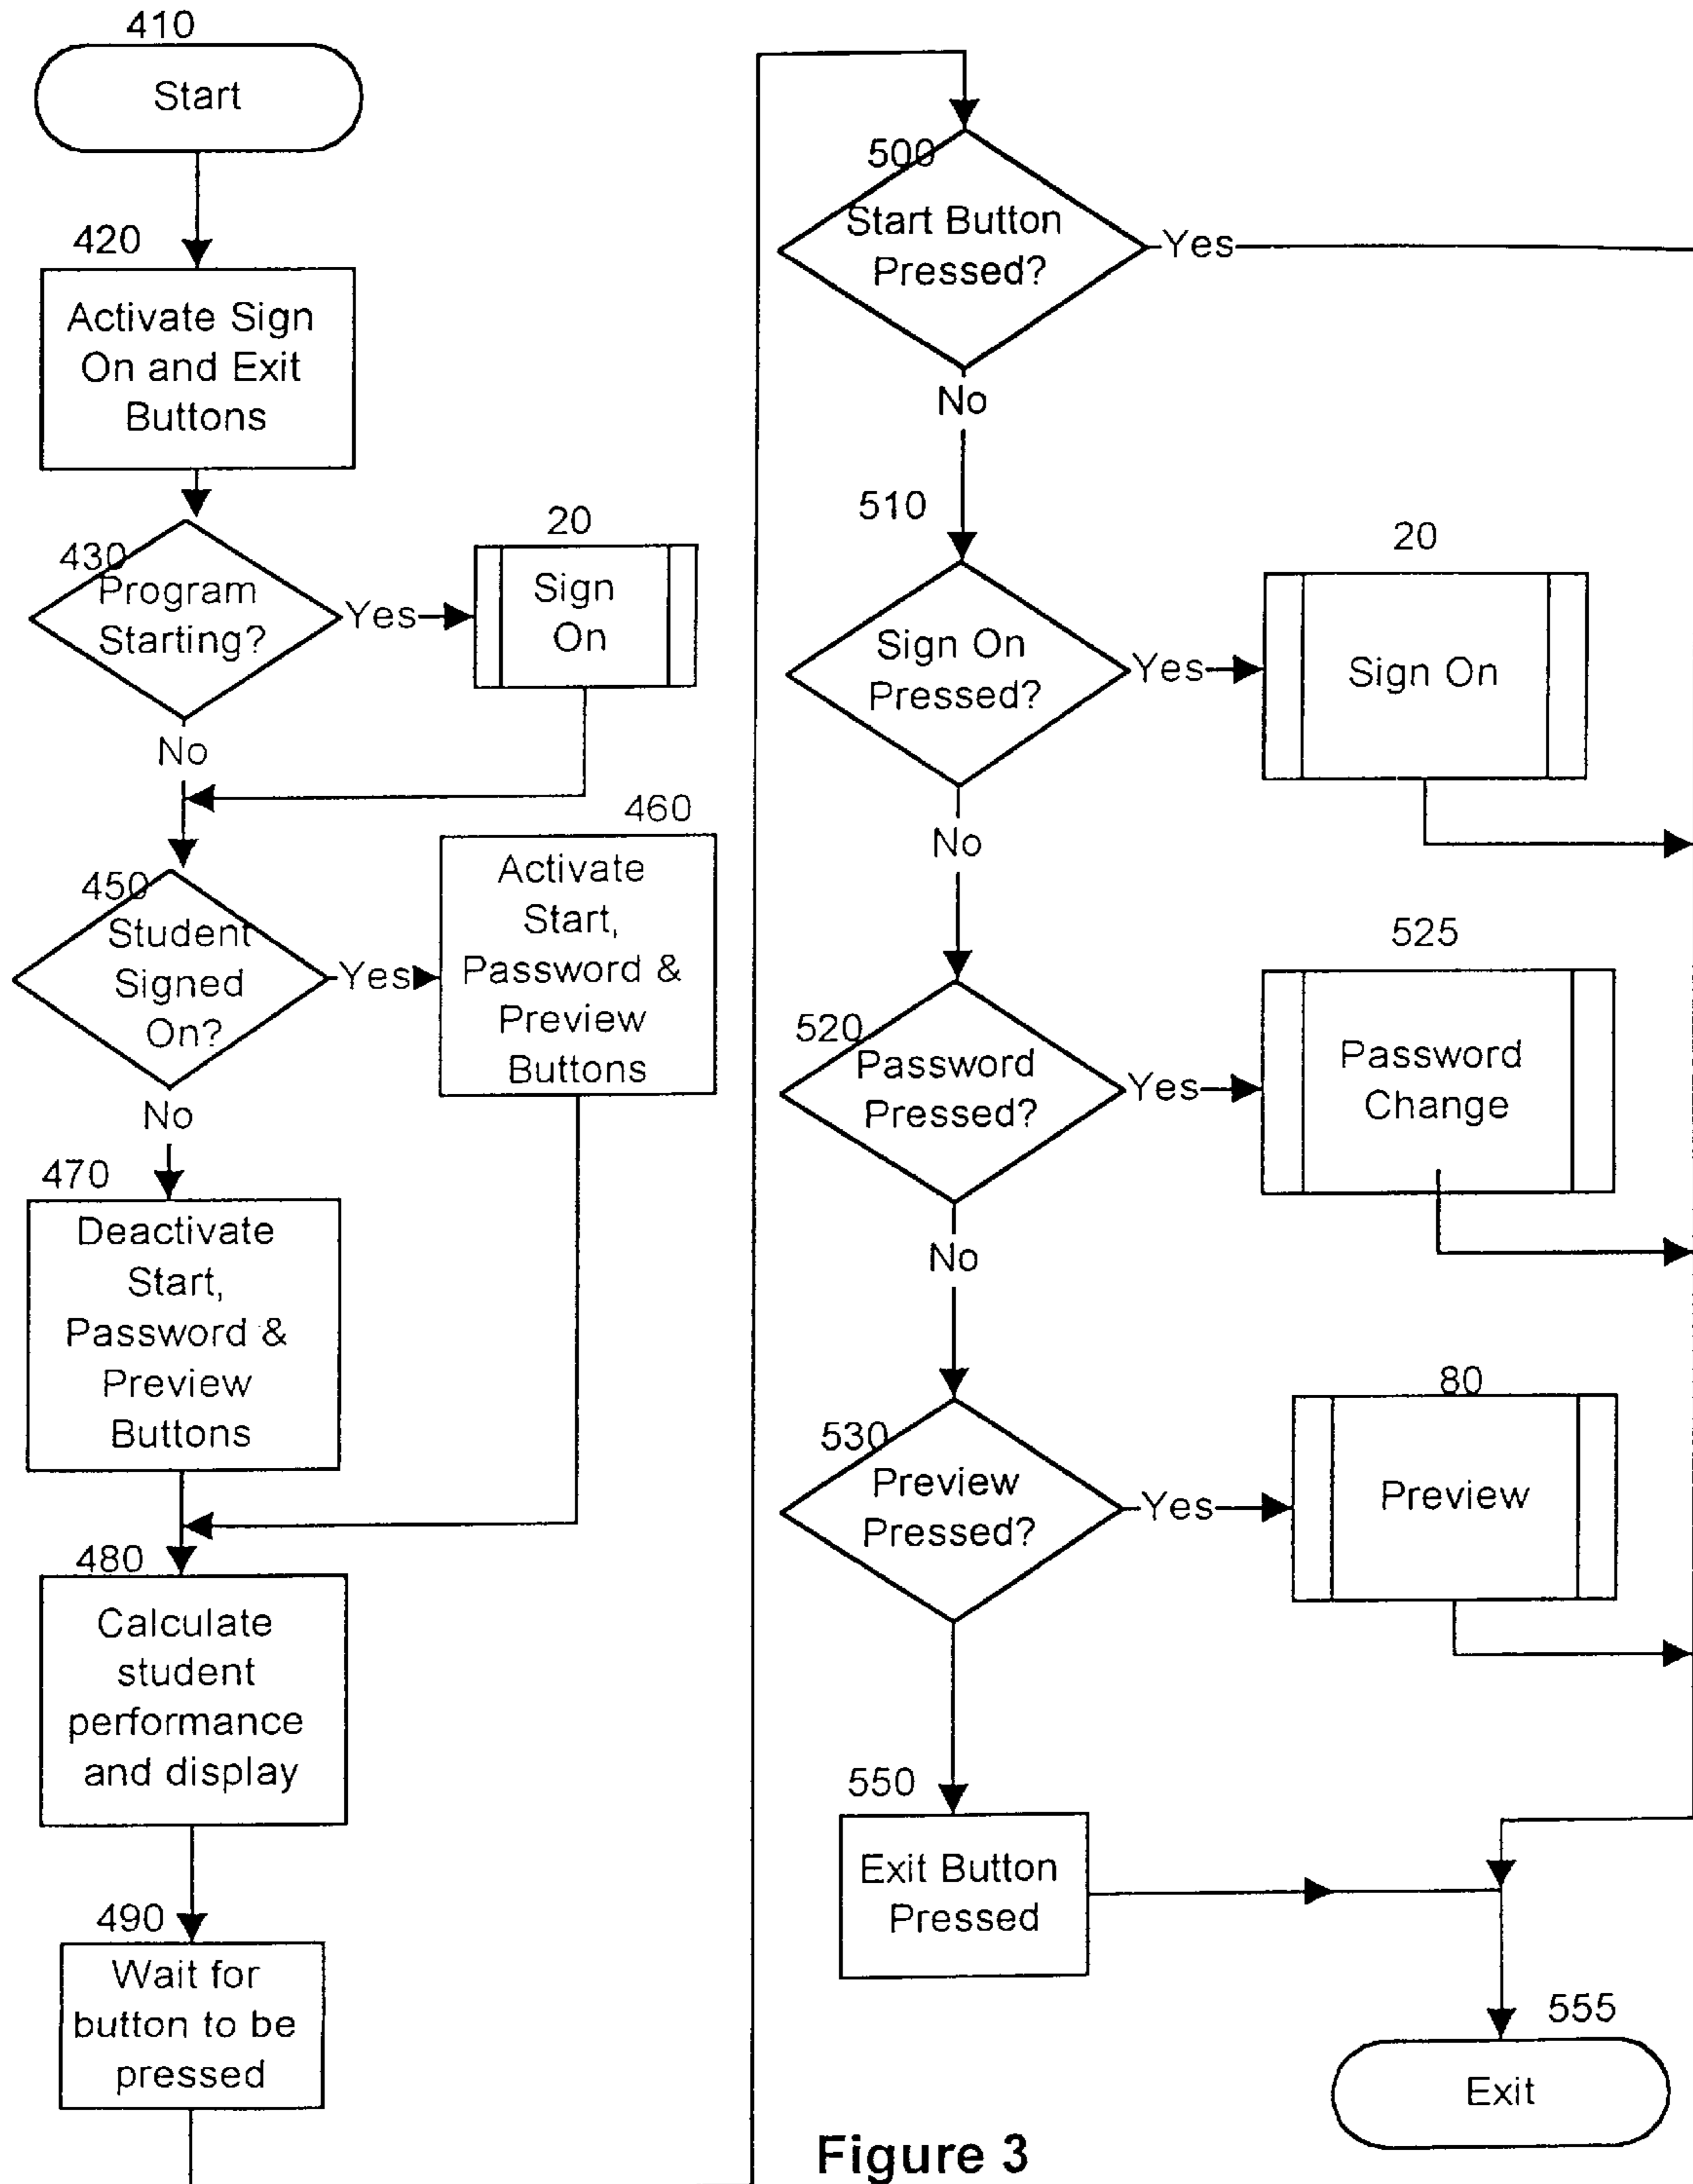 410
Start
420
Activate Sign
On and Exit
Buttons
430
Program
Starting?
Yes
20
Sign
On
No
450
Student
Signed
On?
Yes
460
Activate
Start,
Password &
Preview
Buttons
No
470
Deactivate
Start,
Password &
Preview
Buttons
480
Calculate
student
performance
and display
490
Wait for
button to be
pressed
500
Start Button
Pressed?
Yes
No
510
Sign On
Pressed?
Yes
20
Sign On
No
520
Password
Pressed?
Yes
525
Password
Change
No
530
Preview
Pressed?
Yes
80
Preview
550
Exit Button
Pressed
555
Exit
Figure 3